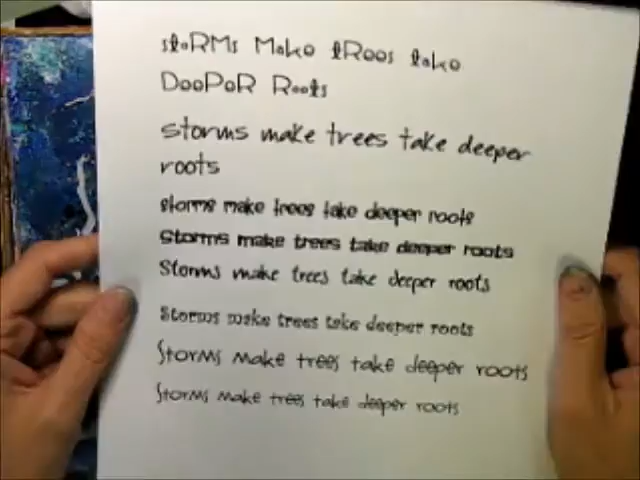 storms Make tRees take
DeePeR Roots
storms make trees take deeper
roots
storms make trees take deeper roots
Storms make trees take deeper roots
Storms make trees take deeper roots
Storms make trees take deeper roots
Storms make trees take deeper roots
Storms make trees take deeper roots